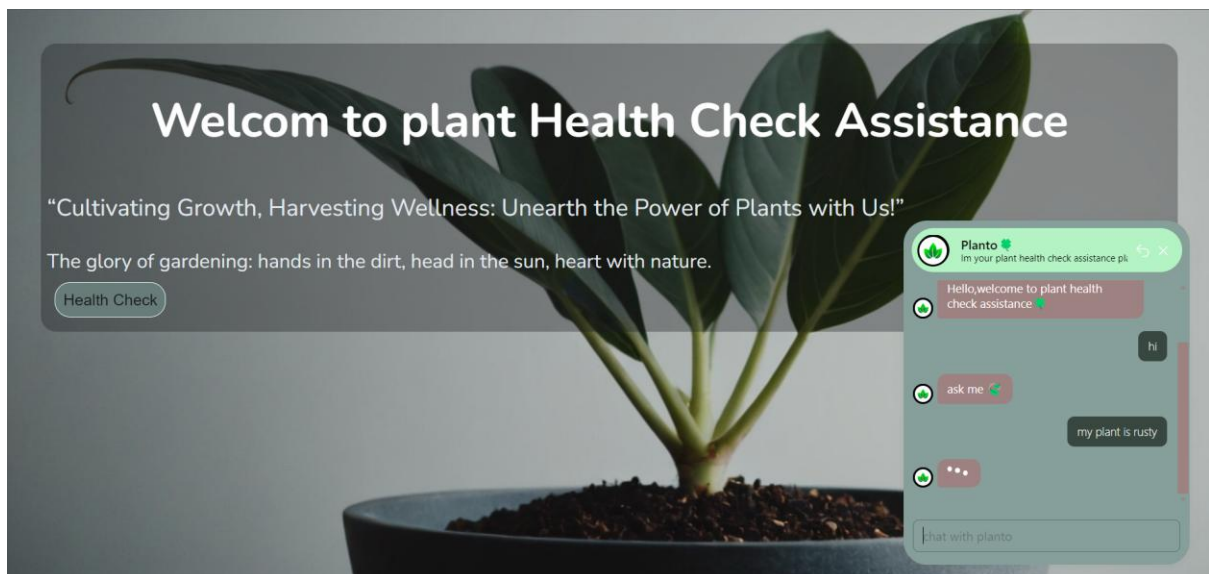 Welcom to plant Health Check Assistance
“Cultivating Growth, Harvesting Wellness: Unearth the Power of Plants with Us!”
The glory of gardening: hands in the dirt, head in the sun, heart with nature.
Health Check
Planto
Im your plant health check assistance pl
Hello,welcome to plant health
check assistance
hi
ask me
my plant is rusty
chat with planto